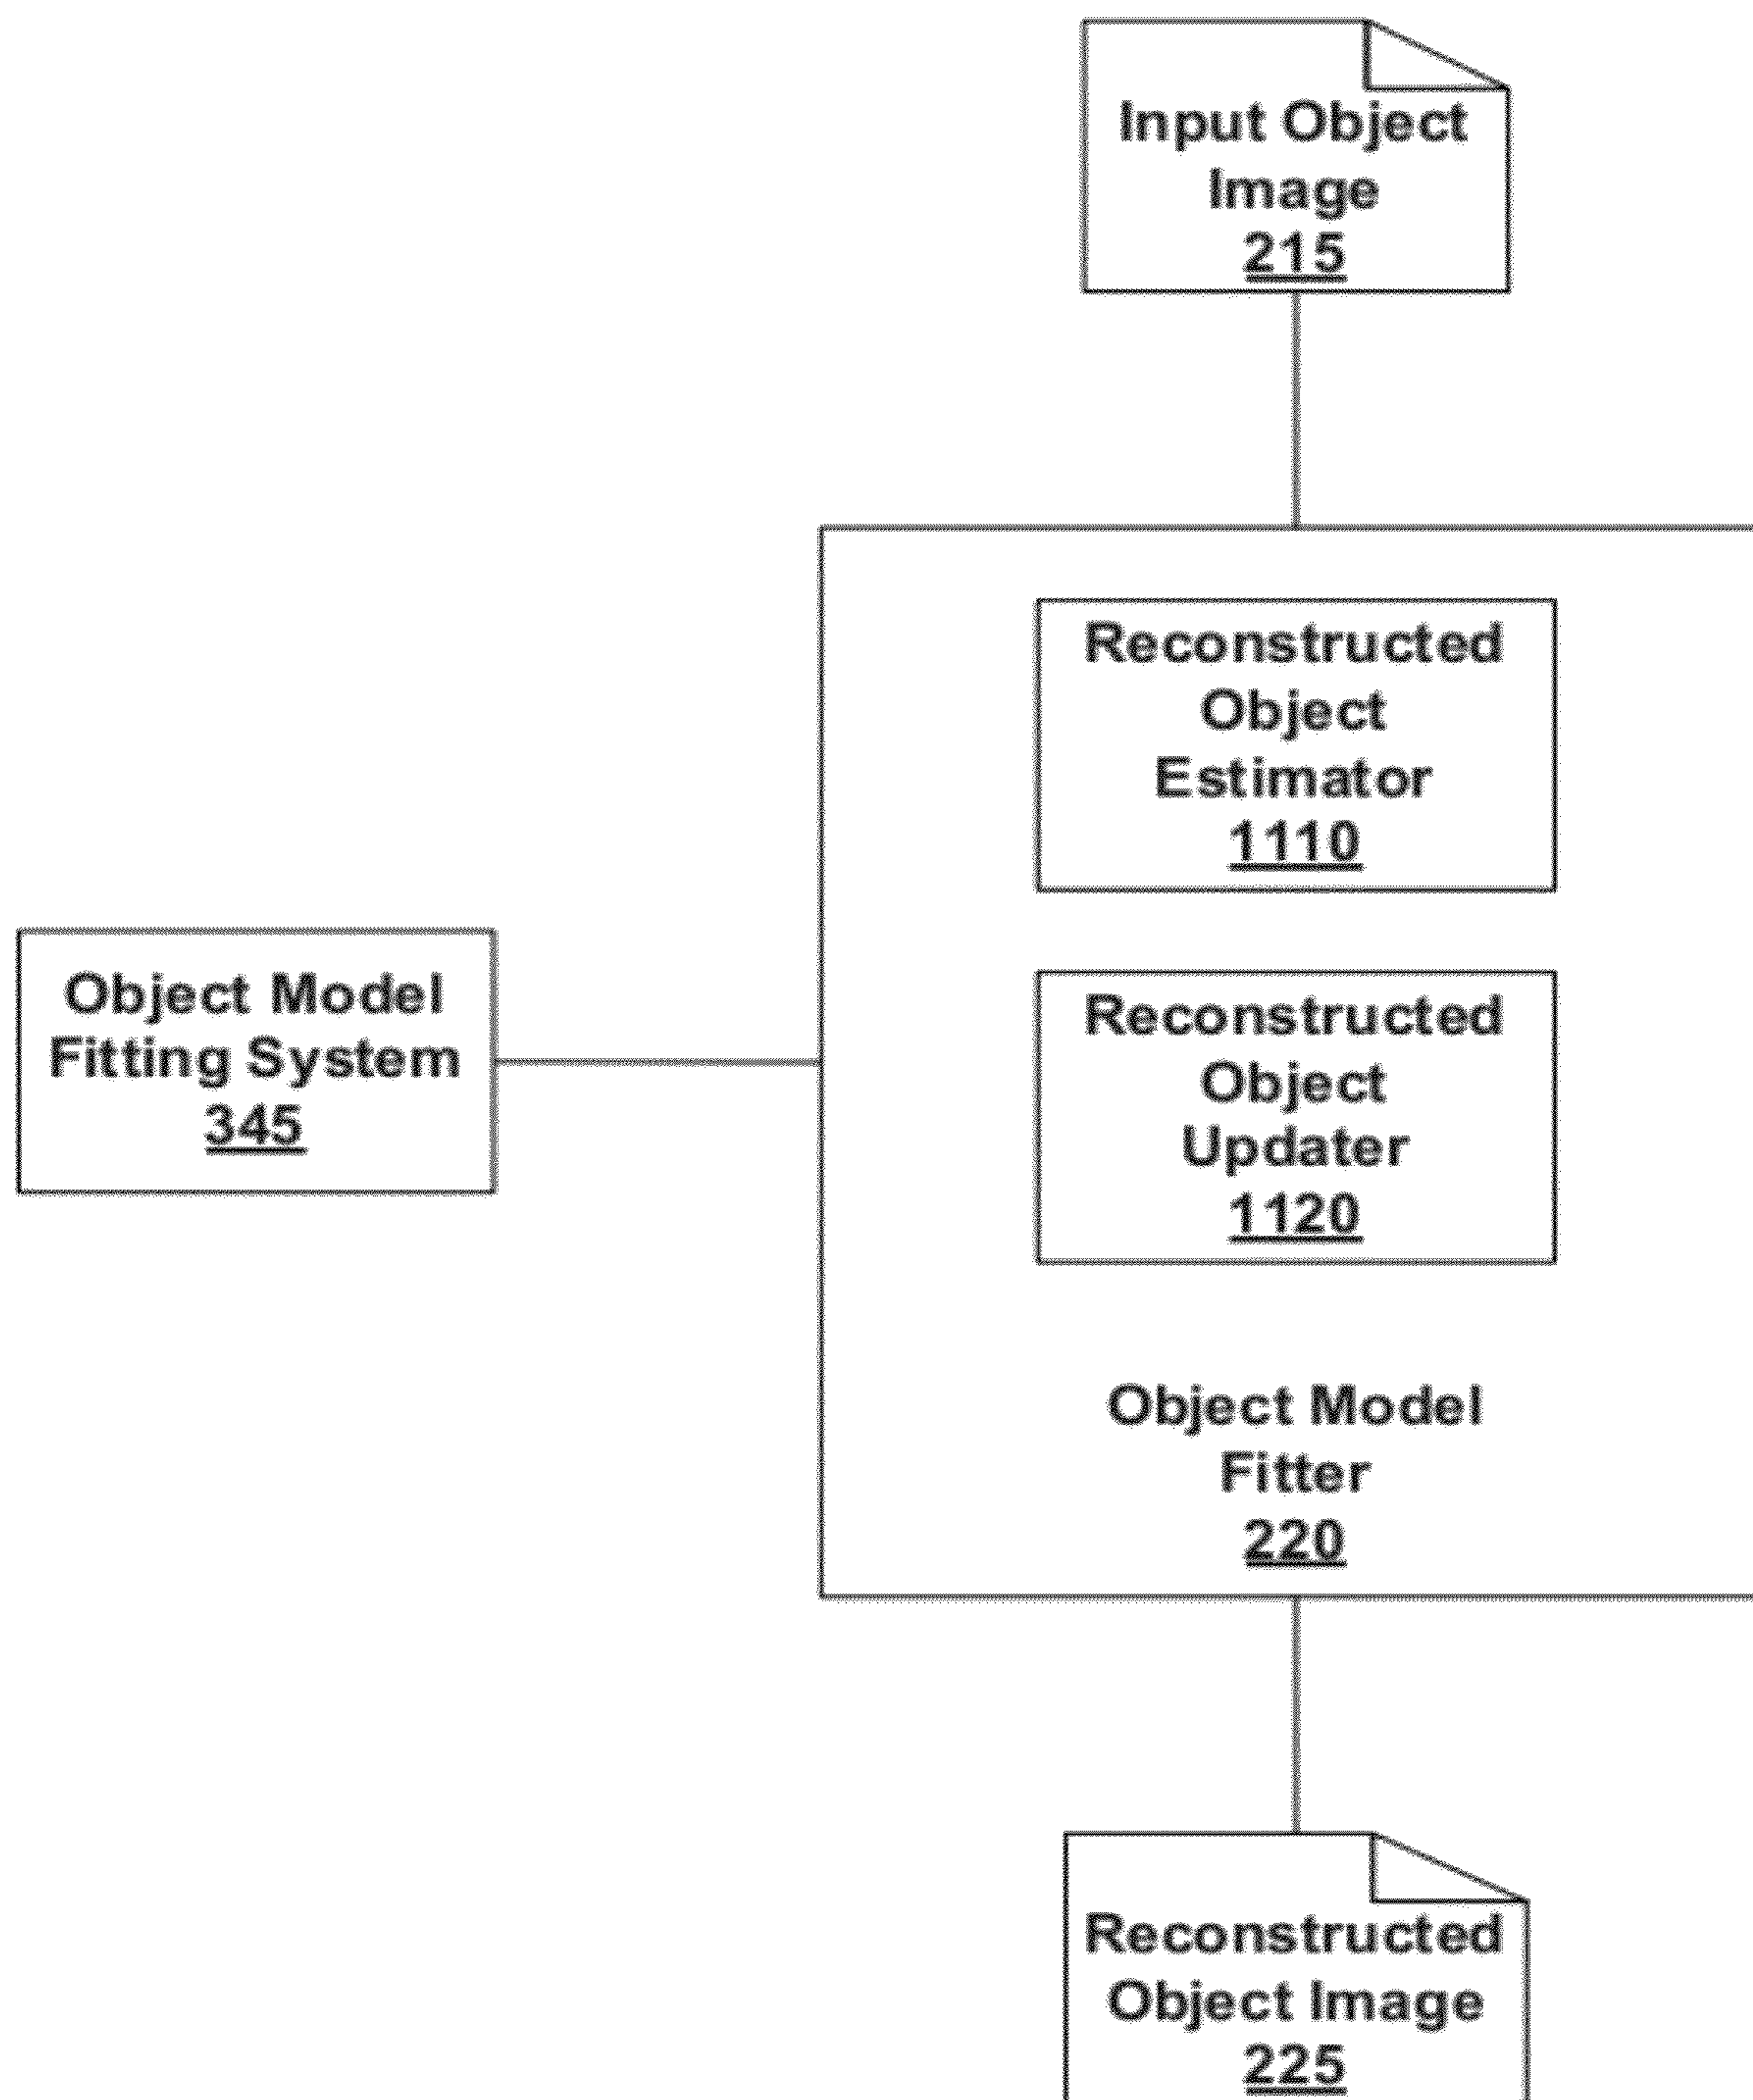 Input Object
Image
215
Reconstructed
Object
Estimator
1110
Object Model
Fitting System
345
Reconstructed
Object
Updater
1120
Object Model
Fitter
220
Reconstructed
Object Image
225